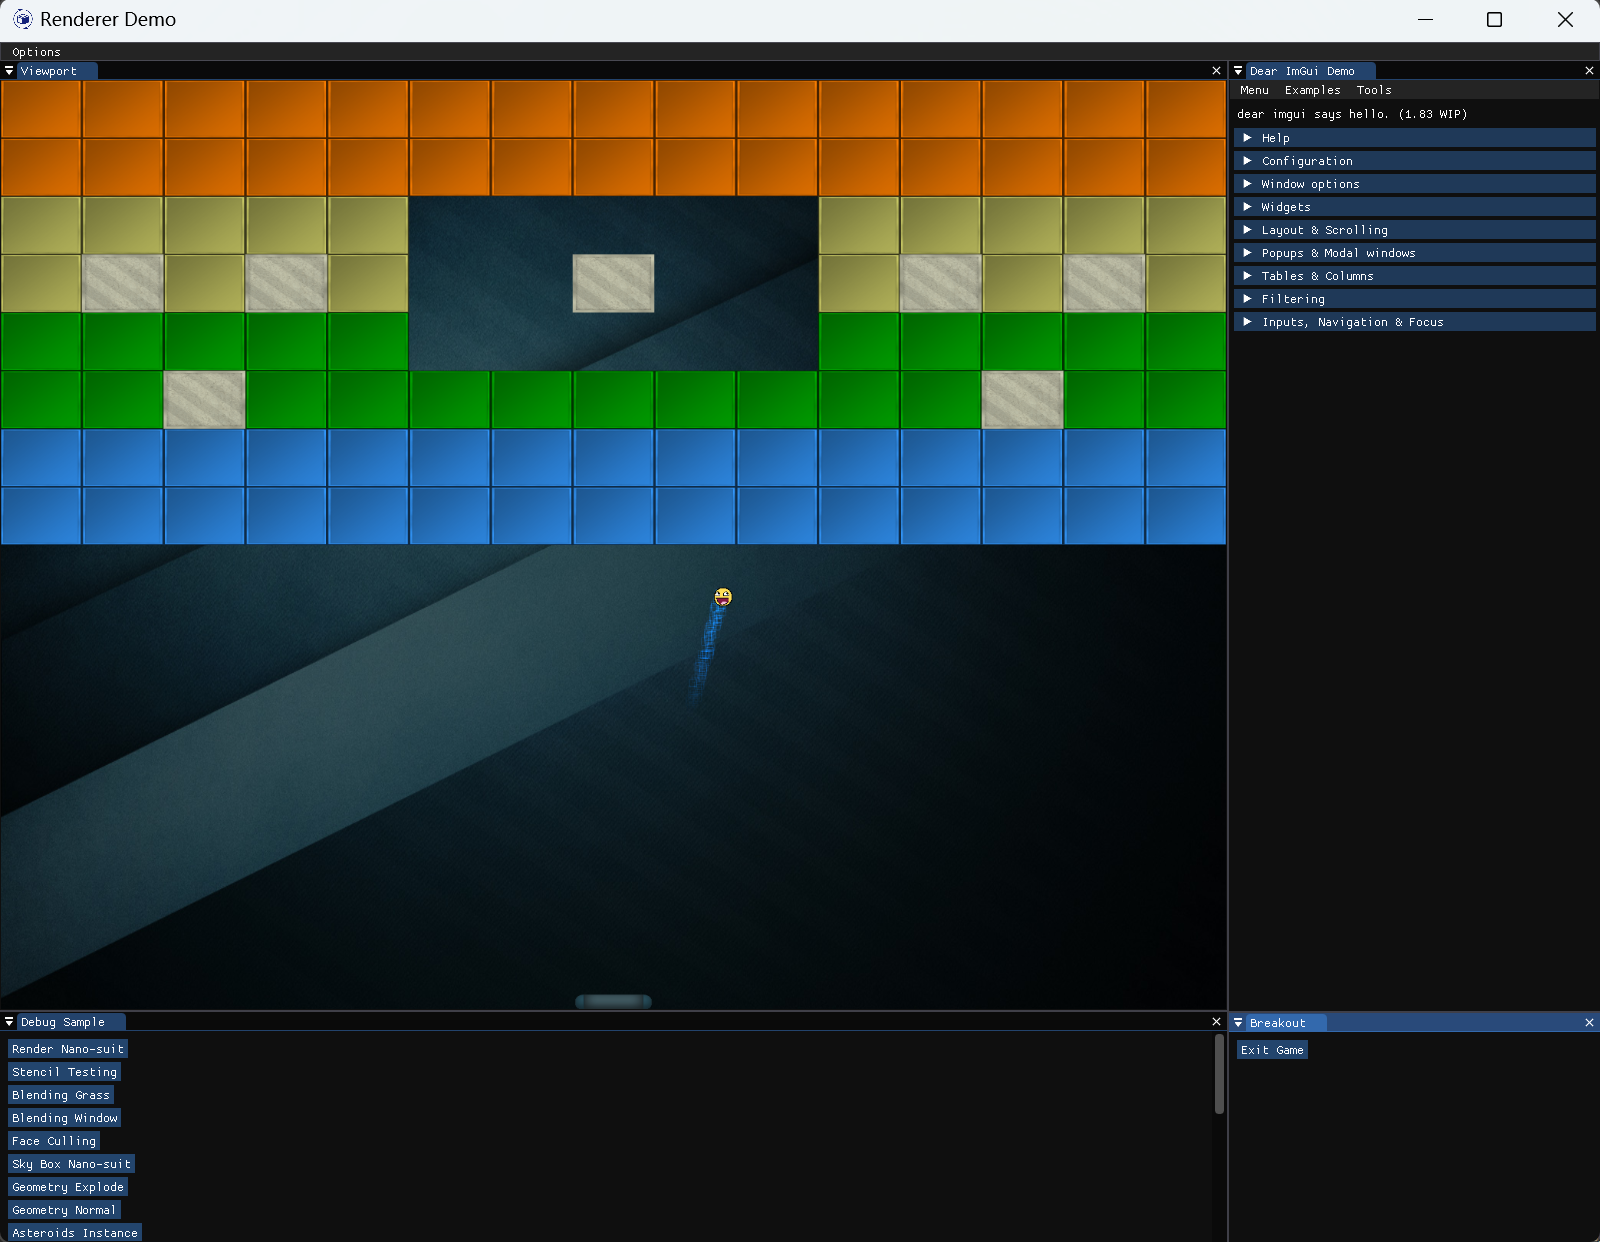 Renderer Demo
Options
Viewport
Dear ImGui Demo
Menu Examples Tools
dear imgui says hello. (1.83 WIP)
Help
Configuration
Window options
Widgets
Layout & Scrolling
Popups & Modal windows
Tables & Columns
Filtering
Inputs, Navigation & Focus
Debug Sample
Render Nano-suit
Stencil Testing
Blending Grass
Blending Window
Face Culling
Sky Box Nano-suit
Geometry Explode
Geometry Normal
Asteroids Instance
Breakout
Exit Game